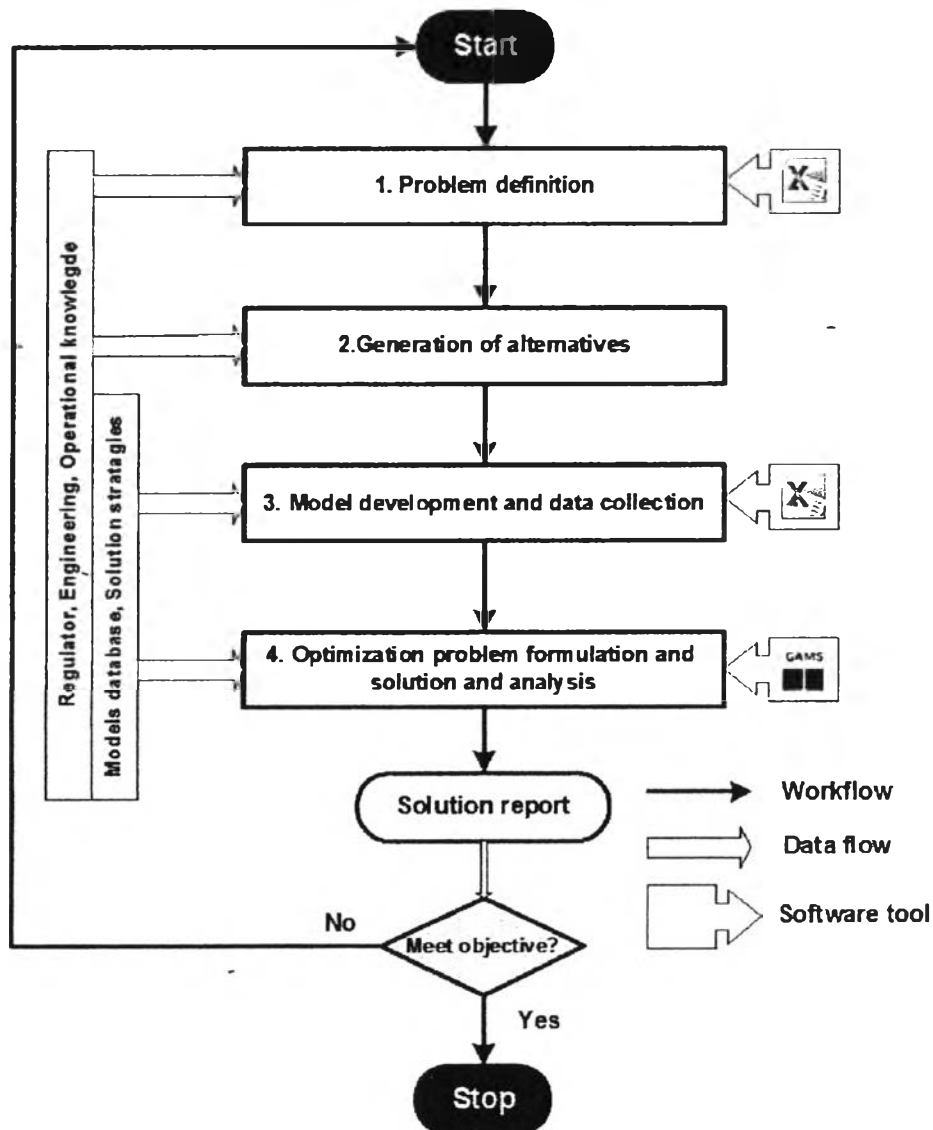 Start
1. Problem definition
X
2.Generation of alternatives
3. Model development and data collection
X
4. Optimization problem formulation and
solution and analysis
GAMS
Regulator, Engineering, Operational knowlegde
Models database, Solution stratagies
Solution report
Workflow
Data flow
Software tool
No
Meet objective?
Yes
Stop